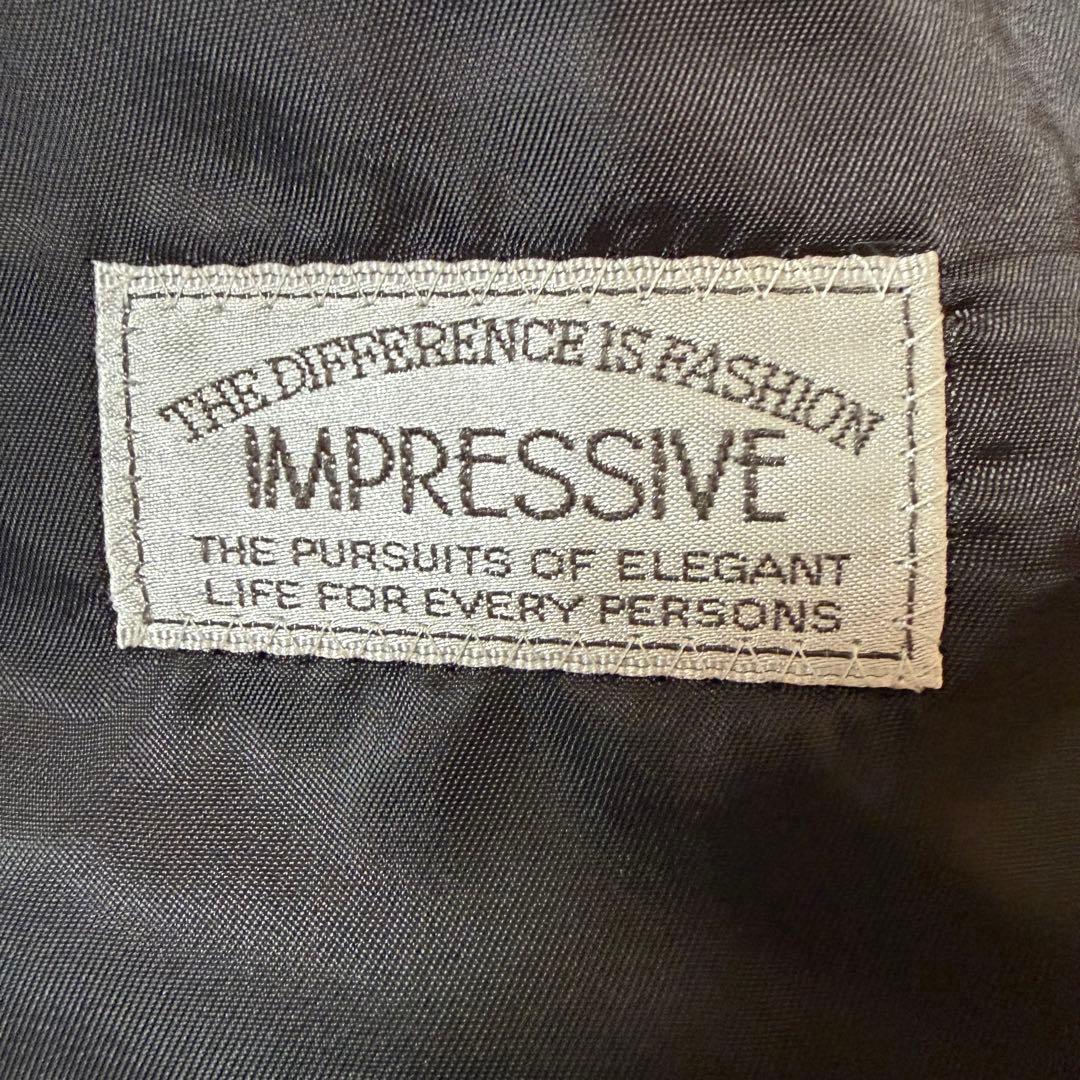 THE DIFFERENCE IS FASHION
IMPRESSIVE
THE PURSUITS OF ELEGANT
LIFE FOR EVERY PERSONS